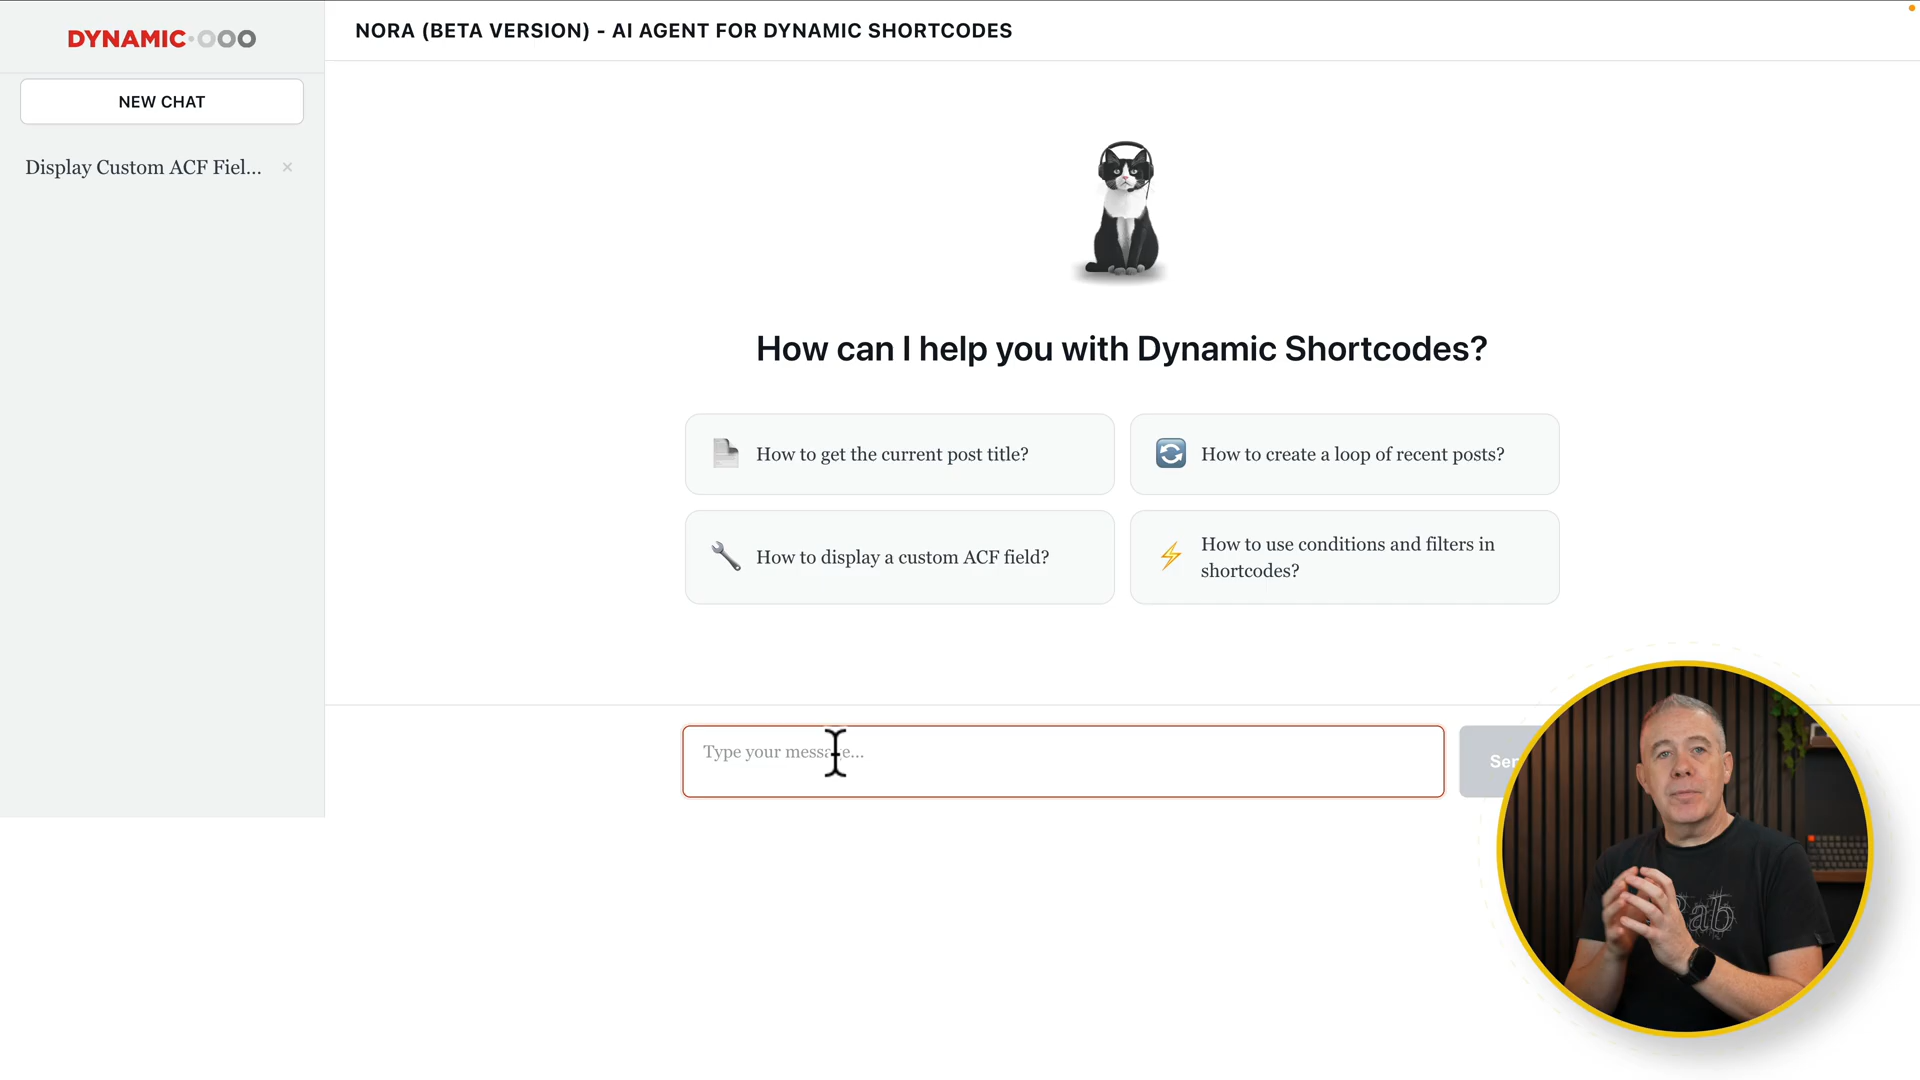 DYNAMIC
NORA (BETA VERSION) - AI AGENT FOR DYNAMIC SHORTCODES
NEW CHAT
Display Custom ACF Fiel...
How can I help you with Dynamic Shortcodes?
How to get the current post title?
How to create a loop of recent posts?
How to display a custom ACF field?
How to use conditions and filters in
shortcodes?
Type your message...